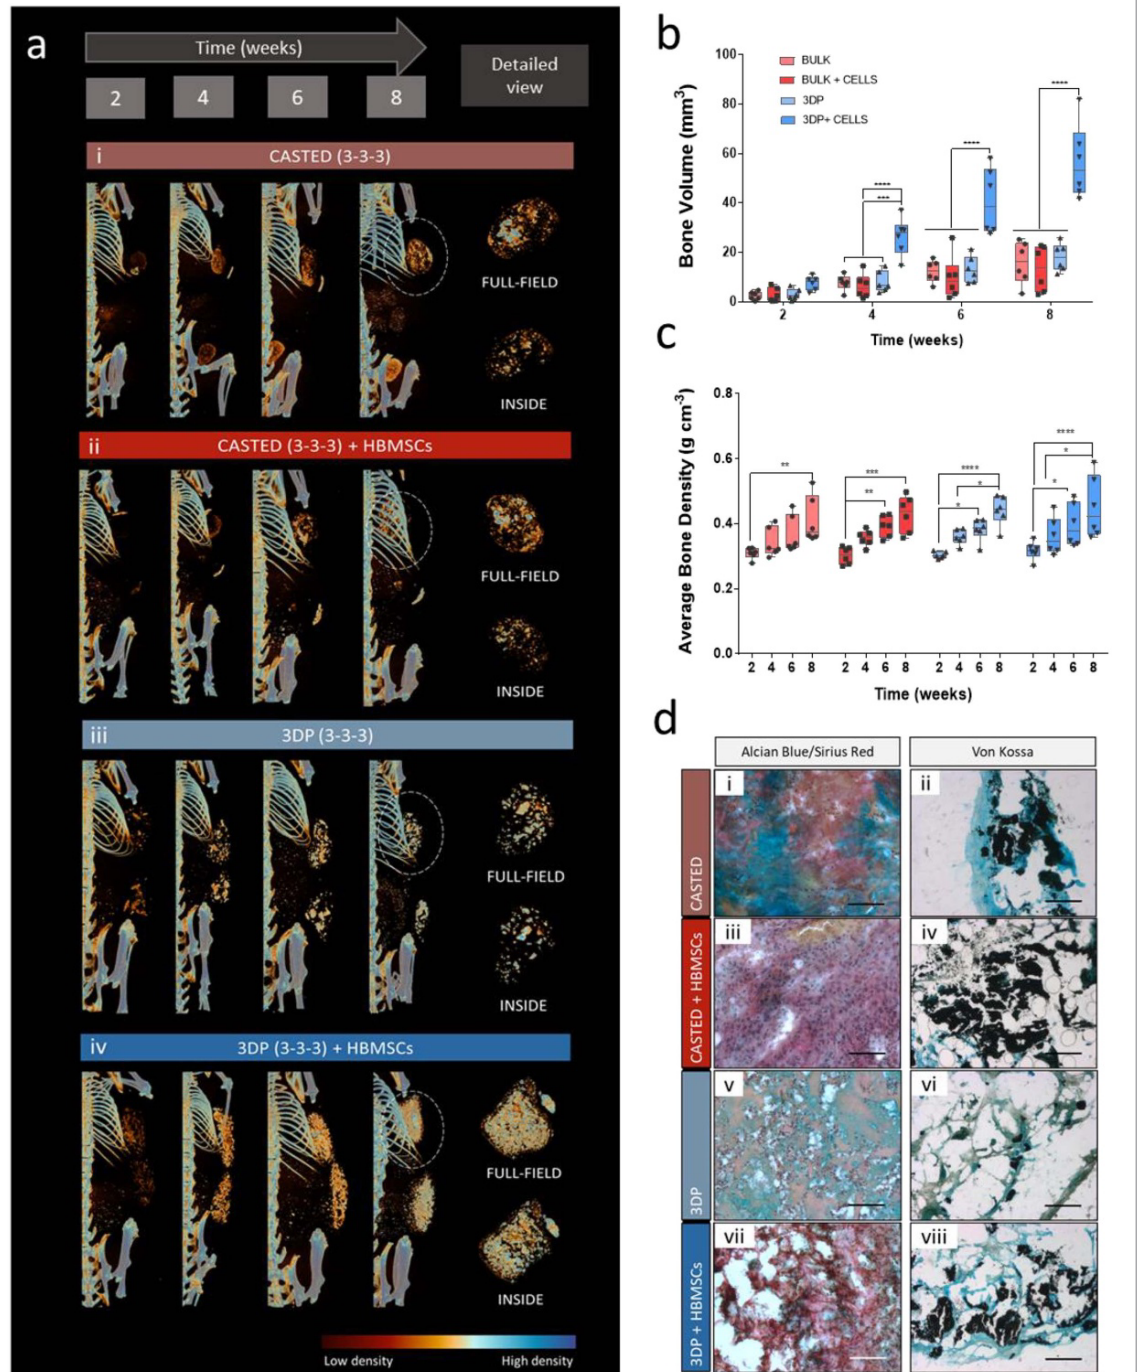 a
Time (weeks)
2
4
6
8
Detailed
view
i
CASTED (3-3-3)
FULL-FIELD
INSIDE
ii
CASTED (3-3-3) + HBMSCs
FULL-FIELD
INSIDE
iii
3DP (3-3-3)
FULL-FIELD
INSIDE
iv
3DP (3-3-3) + HBMSCs
FULL-FIELD
INSIDE
Low density
High density
b
Bone Volume (mm³)
100
80
60
40
20
0
BULK
BULK + CELLS
3DP
3DP+ CELLS
****
***
****
****
2
4
6
8
Time (weeks)
c
Average Bone Density (g cm⁻³)
0.8
0.6
0.4
0.2
0.0
**
***
**
****
*
*
****
*
*
2 4 6 8 2 4 6 8 2 4 6 8 2 4 6 8
Time (weeks)
d
Alcian Blue/Sirius Red
Von Kossa
CASTED
i
ii
CASTED + HBMSCs
iii
iv
3DP
v
vi
3DP + HBMSCs
vii
viii